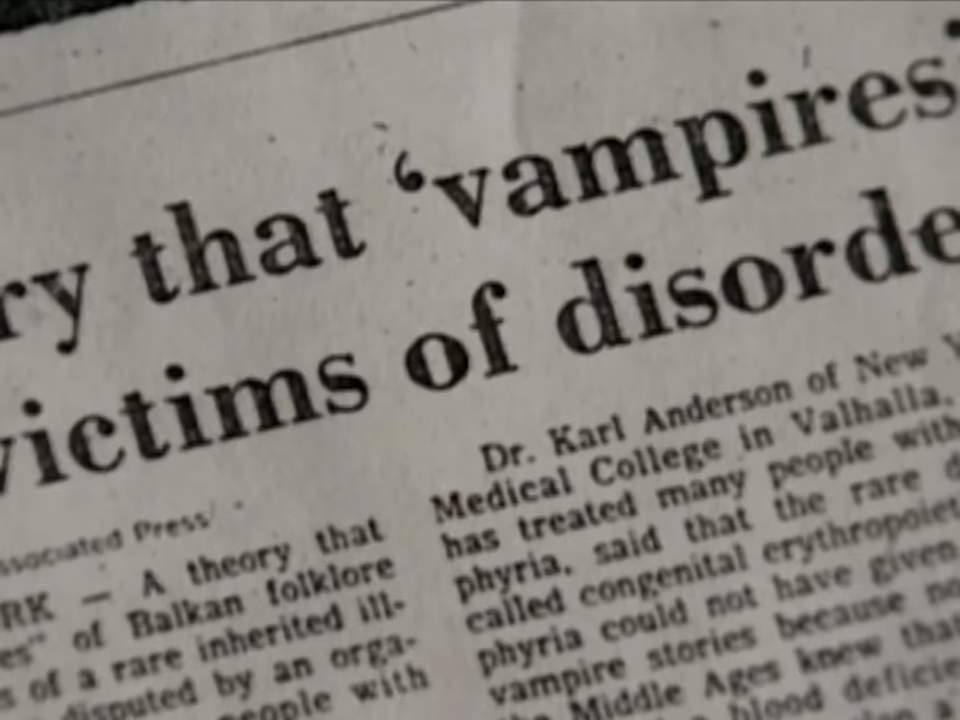 ry that ‘vampires’
victims of disorde
ssociated Press
RK — A theory that
es" of Balkan folklore
s of a rare inherited ill-
disputed by an orga-
people with
Dr. Karl Anderson of New Y
Medical College in Valhalla,
has treated many people with
phyria, said that the rare d
called congenital erythropoiet
phyria could not have given
vampire stories because no
the Middle Ages knew that
blood deficie